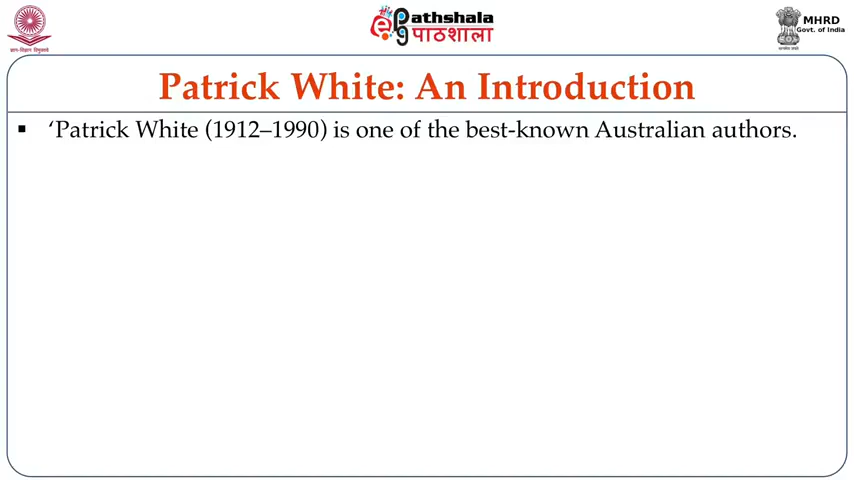 ePathshala
पाठशाला
MHRD
Govt. of India
Patrick White: An Introduction
▪ ‘Patrick White (1912–1990) is one of the best-known Australian authors.